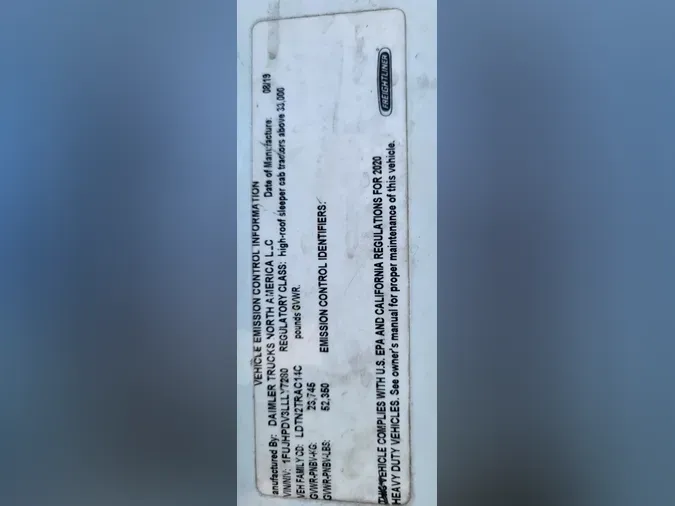 VEHICLE EMISSION CONTROL INFORMATION
anufactured By: DAIMLER TRUCKS NORTH AMERICA LLC Date of Manufacture: 08/19
VIN/NIV: REGULATORY CLASS: high-roof sleeper cab tractors above 33,000
VEH FAMILY CD: LDTN2TRAC14C pounds GVWR.
GVWR-PNBV-KG: 23,745
GVWR-PNBV-LBS: 52,350 EMISSION CONTROL IDENTIFIERS:
THIS VEHICLE COMPLIES WITH U.S. EPA AND CALIFORNIA REGULATIONS FOR 2020
HEAVY DUTY VEHICLES. See owner's manual for proper maintenance of this vehicle.
FREIGHTLINER